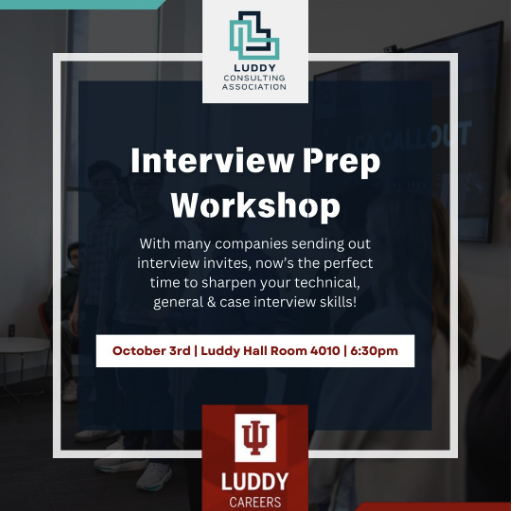 LUDDY
CONSULTING
ASSOCIATION
CALLOUT
Interview Prep
Workshop
With many companies sending out
interview invites, now's the perfect
time to sharpen your technical,
general & case interview skills!
October 3rd | Luddy Hall Room 4010 | 6:30pm
LUDDY
CAREERS